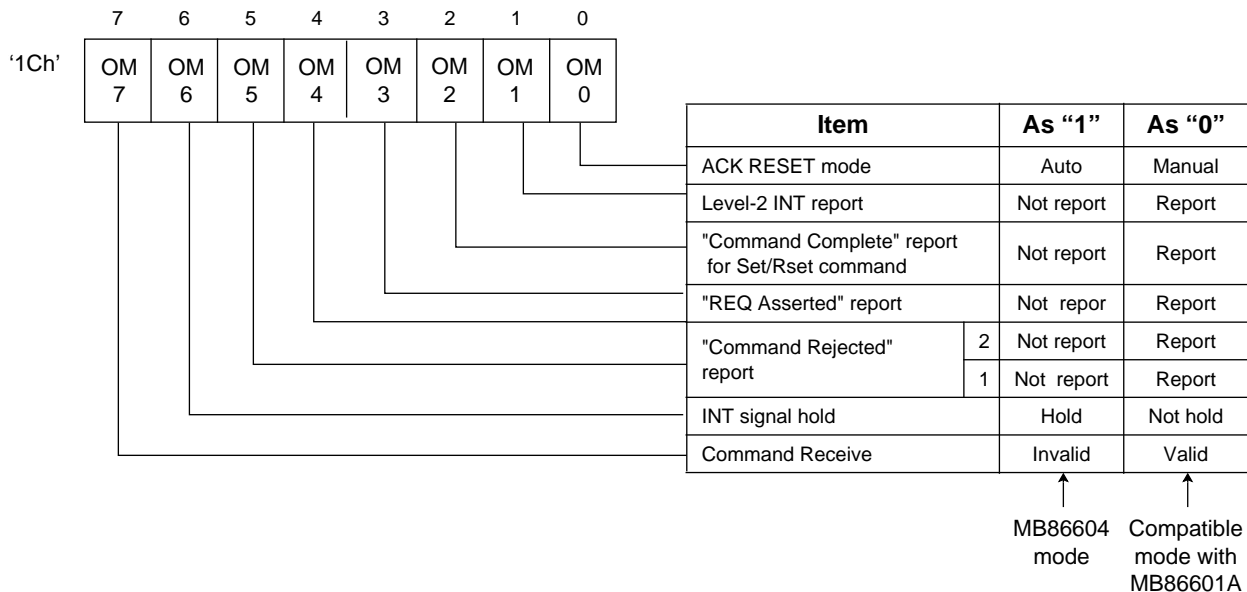 7 6 5 4 3 2 1 0
‘1Ch’ OM 7 OM 6 OM 5 OM 4 OM 3 OM 2 OM 1 OM 0
Item As “1” As “0”
ACK RESET mode Auto Manual
Level-2 INT report Not report Report
"Command Complete" report for Set/Rset command Not report Report
"REQ Asserted" report Not repor Report
"Command Rejected" report 2 Not report Report
1 Not report Report
INT signal hold Hold Not hold
Command Receive Invalid Valid
MB86604 mode
Compatible mode with MB86601A